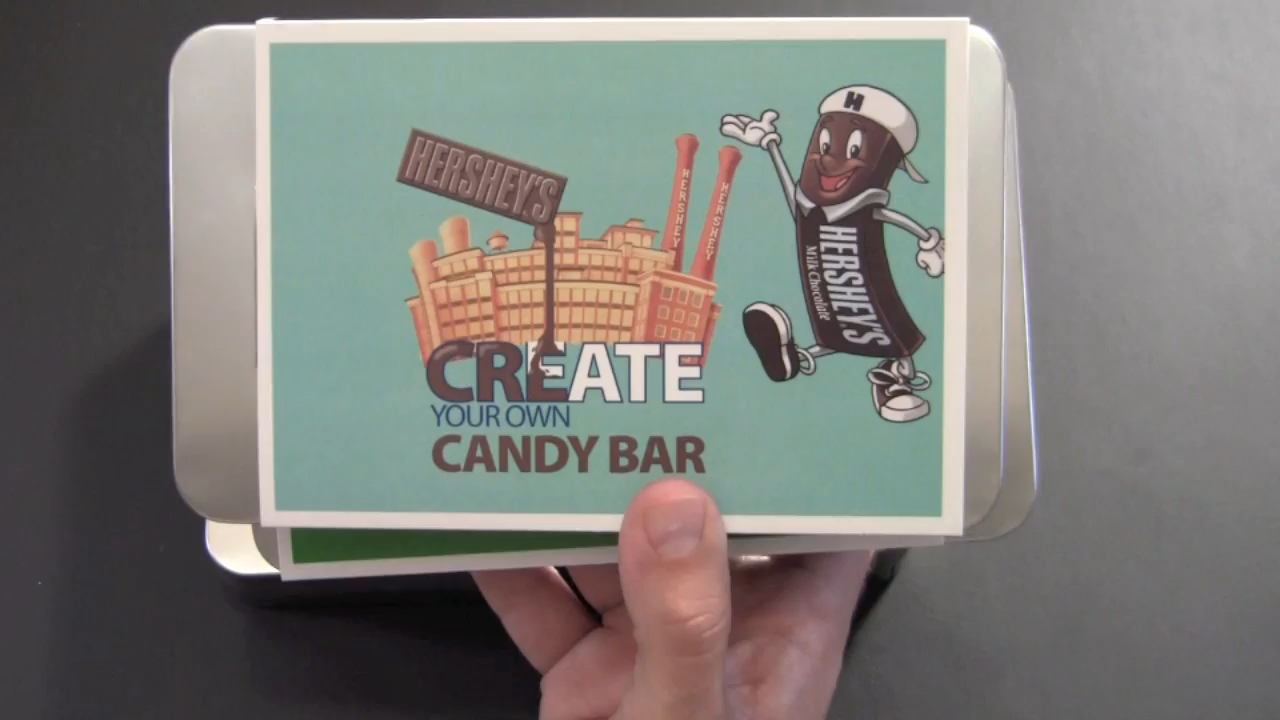 HERSHEY'S
HERSHEY
HERSHEY
H
HERSHEY'S
Milk Chocolate
CREATE
YOUR OWN
CANDY BAR